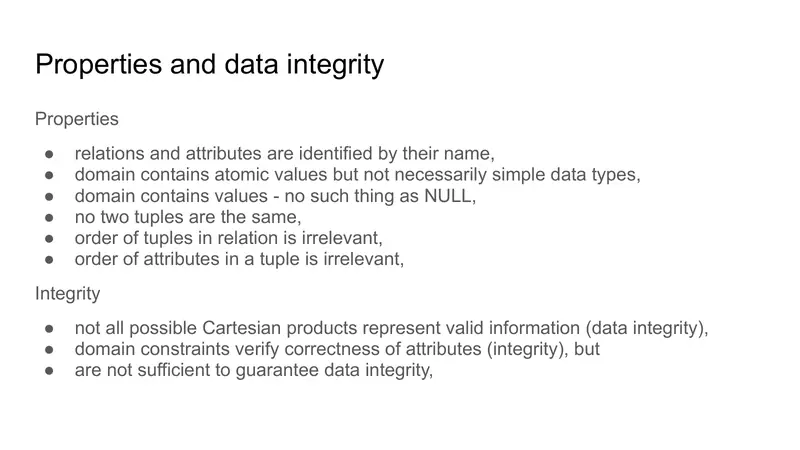 Properties and data integrity
Properties
● relations and attributes are identified by their name,
● domain contains atomic values but not necessarily simple data types,
● domain contains values - no such thing as NULL,
● no two tuples are the same,
● order of tuples in relation is irrelevant,
● order of attributes in a tuple is irrelevant,
Integrity
● not all possible Cartesian products represent valid information (data integrity),
● domain constraints verify correctness of attributes (integrity), but
● are not sufficient to guarantee data integrity,